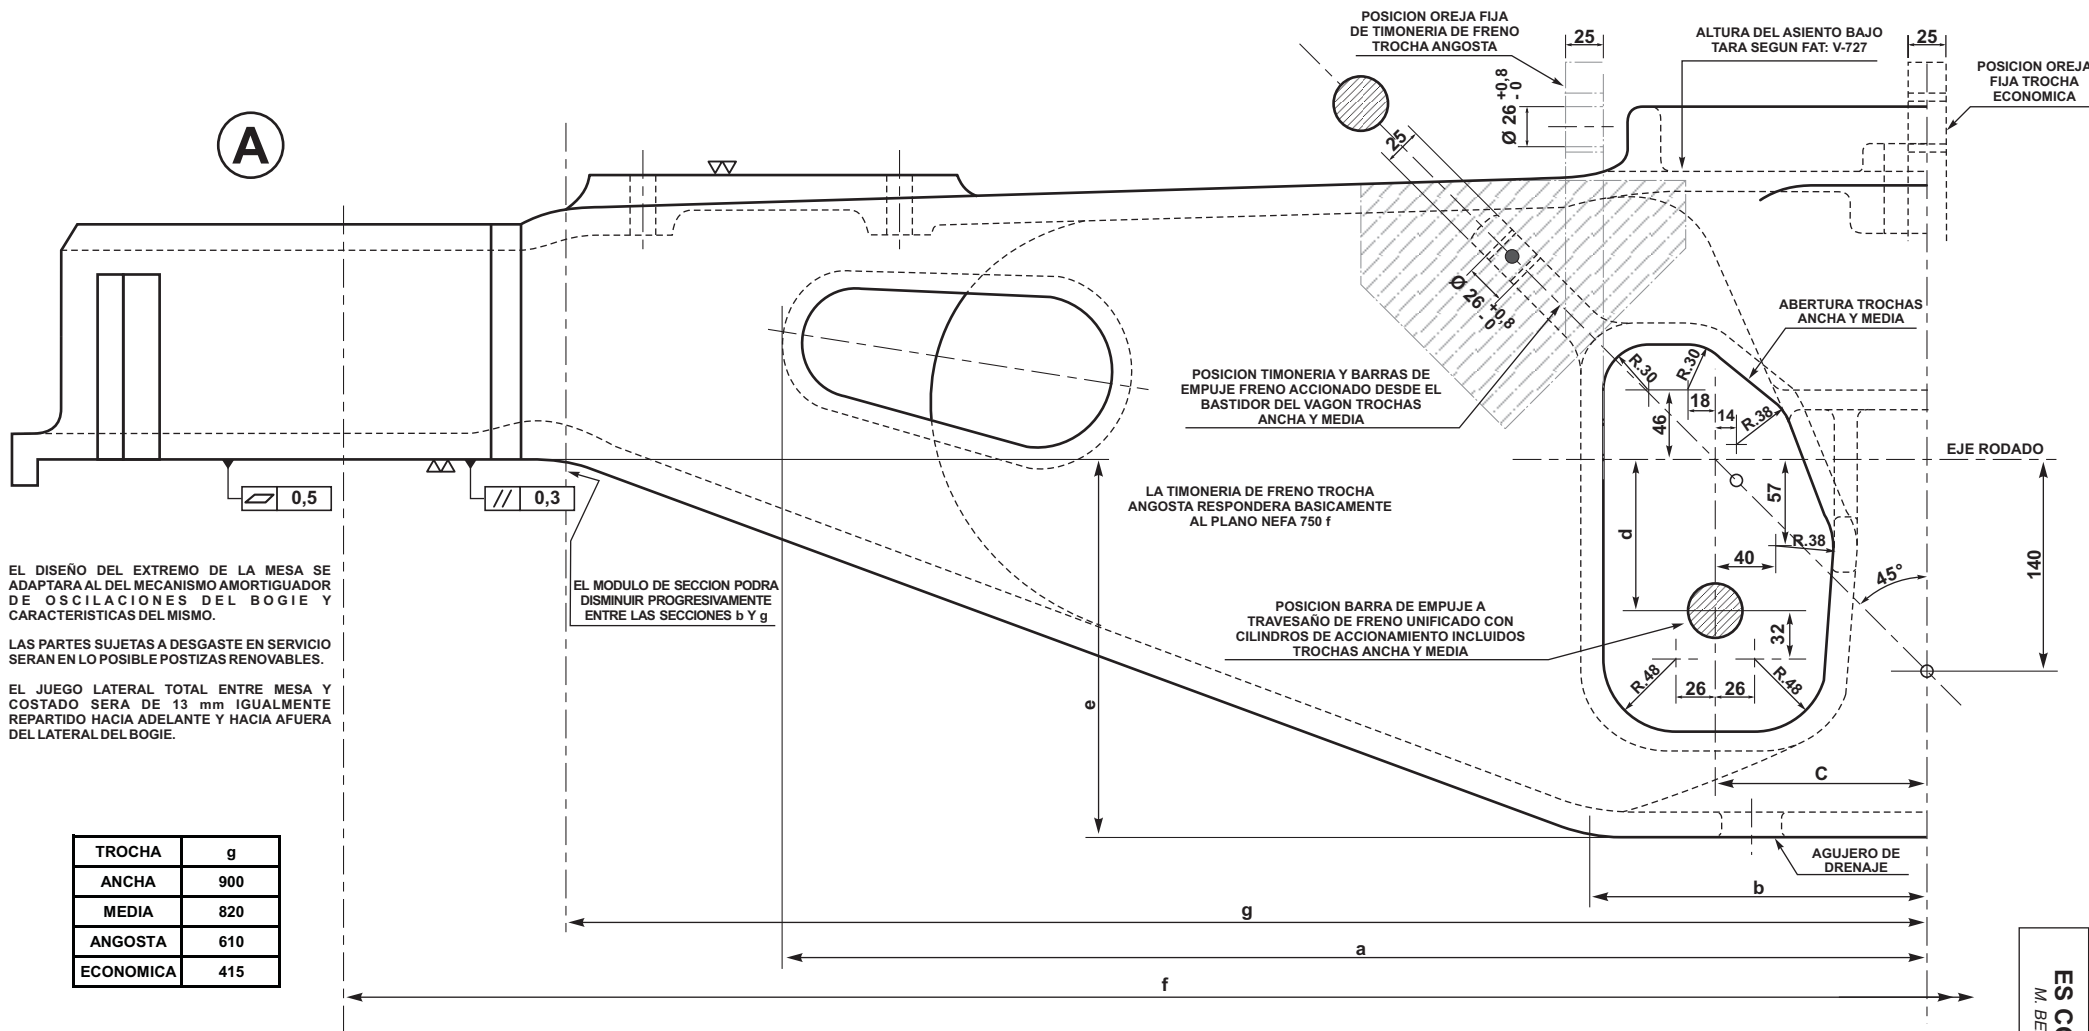 POSICION OREJA FIJA
DE TIMONERIA DE FRENO
TROCHA ANGOSTA
25
ALTURA DEL ASIENTO BAJO
TARA SEGUN FAT: V-727
25
POSICION OREJA
FIJA TROCHA
ECONOMICA
A
Ø 26 +0,8 - 0
25
Ø 26 +0,8 - 0
ABERTURA TROCHAS
ANCHA Y MEDIA
POSICION TIMONERIA Y BARRAS DE
EMPUJE FRENO ACCIONADO DESDE EL
BASTIDOR DEL VAGON TROCHAS
ANCHA Y MEDIA
R.30
R.30
18
46
14
R.38
EJE RODADO
0,5
// 0,3
LA TIMONERIA DE FRENO TROCHA
ANGOSTA RESPONDERA BASICAMENTE
AL PLANO NEFA 750 f
57
d
R.38
40
45°
140
EL DISEÑO DEL EXTREMO DE LA MESA SE
ADAPTARA AL DEL MECANISMO AMORTIGUADOR
DE OSCILACIONES DEL BOGIE Y
CARACTERISTICAS DEL MISMO.
EL MODULO DE SECCION PODRA
DISMINUIR PROGRESIVAMENTE
ENTRE LAS SECCIONES b Y g
POSICION BARRA DE EMPUJE A
TRAVESAÑO DE FRENO UNIFICADO CON
CILINDROS DE ACCIONAMIENTO INCLUIDOS
TROCHAS ANCHA Y MEDIA
32
LAS PARTES SUJETAS A DESGASTE EN SERVICIO
SERAN EN LO POSIBLE POSTIZAS RENOVABLES.
R.48
26
26
R.48
EL JUEGO LATERAL TOTAL ENTRE MESA Y
COSTADO SERA DE 13 mm IGUALMENTE
REPARTIDO HACIA ADELANTE Y HACIA AFUERA
DEL LATERAL DEL BOGIE.
e
C
AGUJERO DE
DRENAJE
b
TROCHA g
ANCHA 900
MEDIA 820
ANGOSTA 610
ECONOMICA 415
g
a
f
ES
M.